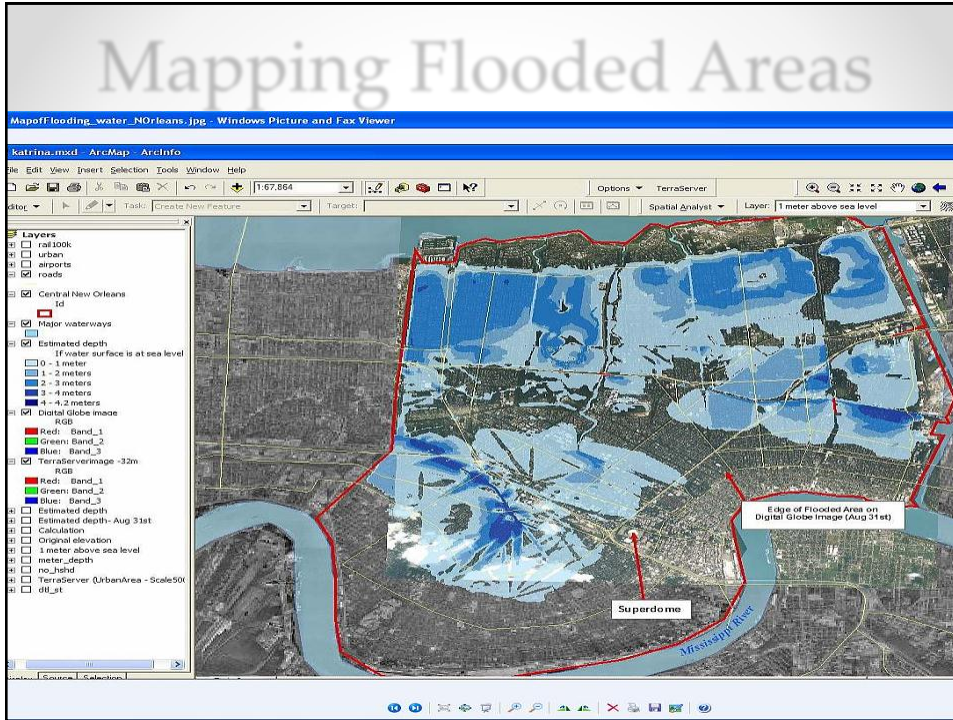 Mapping Flooded Areas
MapofFlooding_water_NOrleans.jpg - Windows Picture and Fax Viewer
katrina.mxd - ArcMap - ArcInfo
File Edit View Insert Selection Tools Window Help
1:67,864
Options
TerraServer
Editor
Task: Create New Feature
Target:
Spatial Analyst
Layer: 1 meter above sea level
Layers
rail100k
urban
airports
roads
Central New Orleans
Id
Major waterways
Estimated depth
If water surface is at sea level
0 - 1 meter
1 - 2 meters
2 - 3 meters
3 - 4 meters
4 - 4.2 meters
Digital Globe image
RGB
Red: Band_1
Green: Band_2
Blue: Band_3
TerraServerimage -32m
RGB
Red: Band_1
Green: Band_2
Blue: Band_3
Estimated depth
Estimated depth- Aug 31st
Calculation
Original elevation
1 meter above sea level
meter_depth
no_hshd
TerraServer (UrbanArea - Scale500
dtl_st
Source
Selection
Edge of Flooded Area on
Digital Globe Image (Aug 31st)
Superdome
Mississippi River